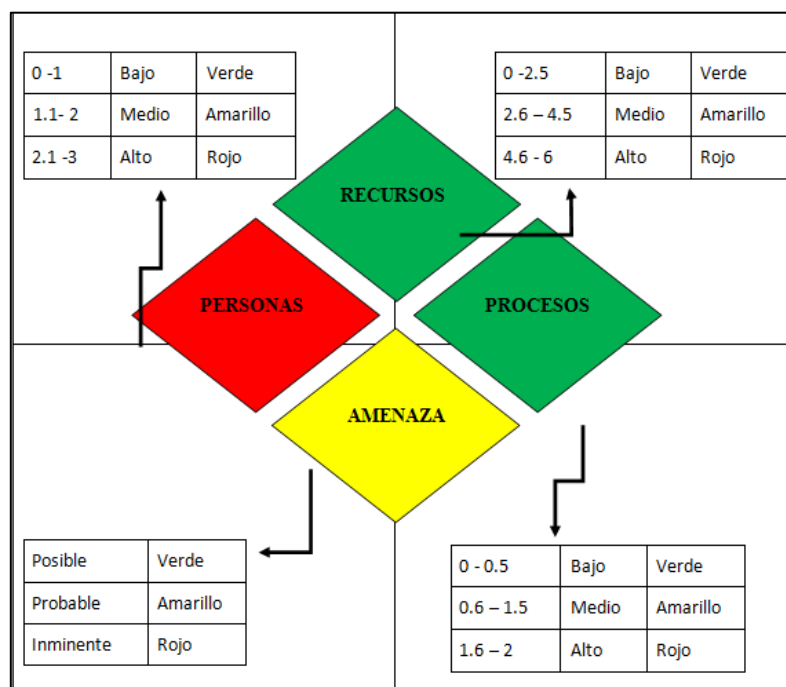 0 -1 Bajo Verde
1.1- 2 Medio Amarillo
2.1 -3 Alto Rojo
0 -2.5 Bajo Verde
2.6 – 4.5 Medio Amarillo
4.6 - 6 Alto Rojo
RECURSOS
PERSONAS
PROCESOS
AMENAZA
Posible Verde
Probable Amarillo
Inminente Rojo
0 - 0.5 Bajo Verde
0.6 – 1.5 Medio Amarillo
1.6 – 2 Alto Rojo